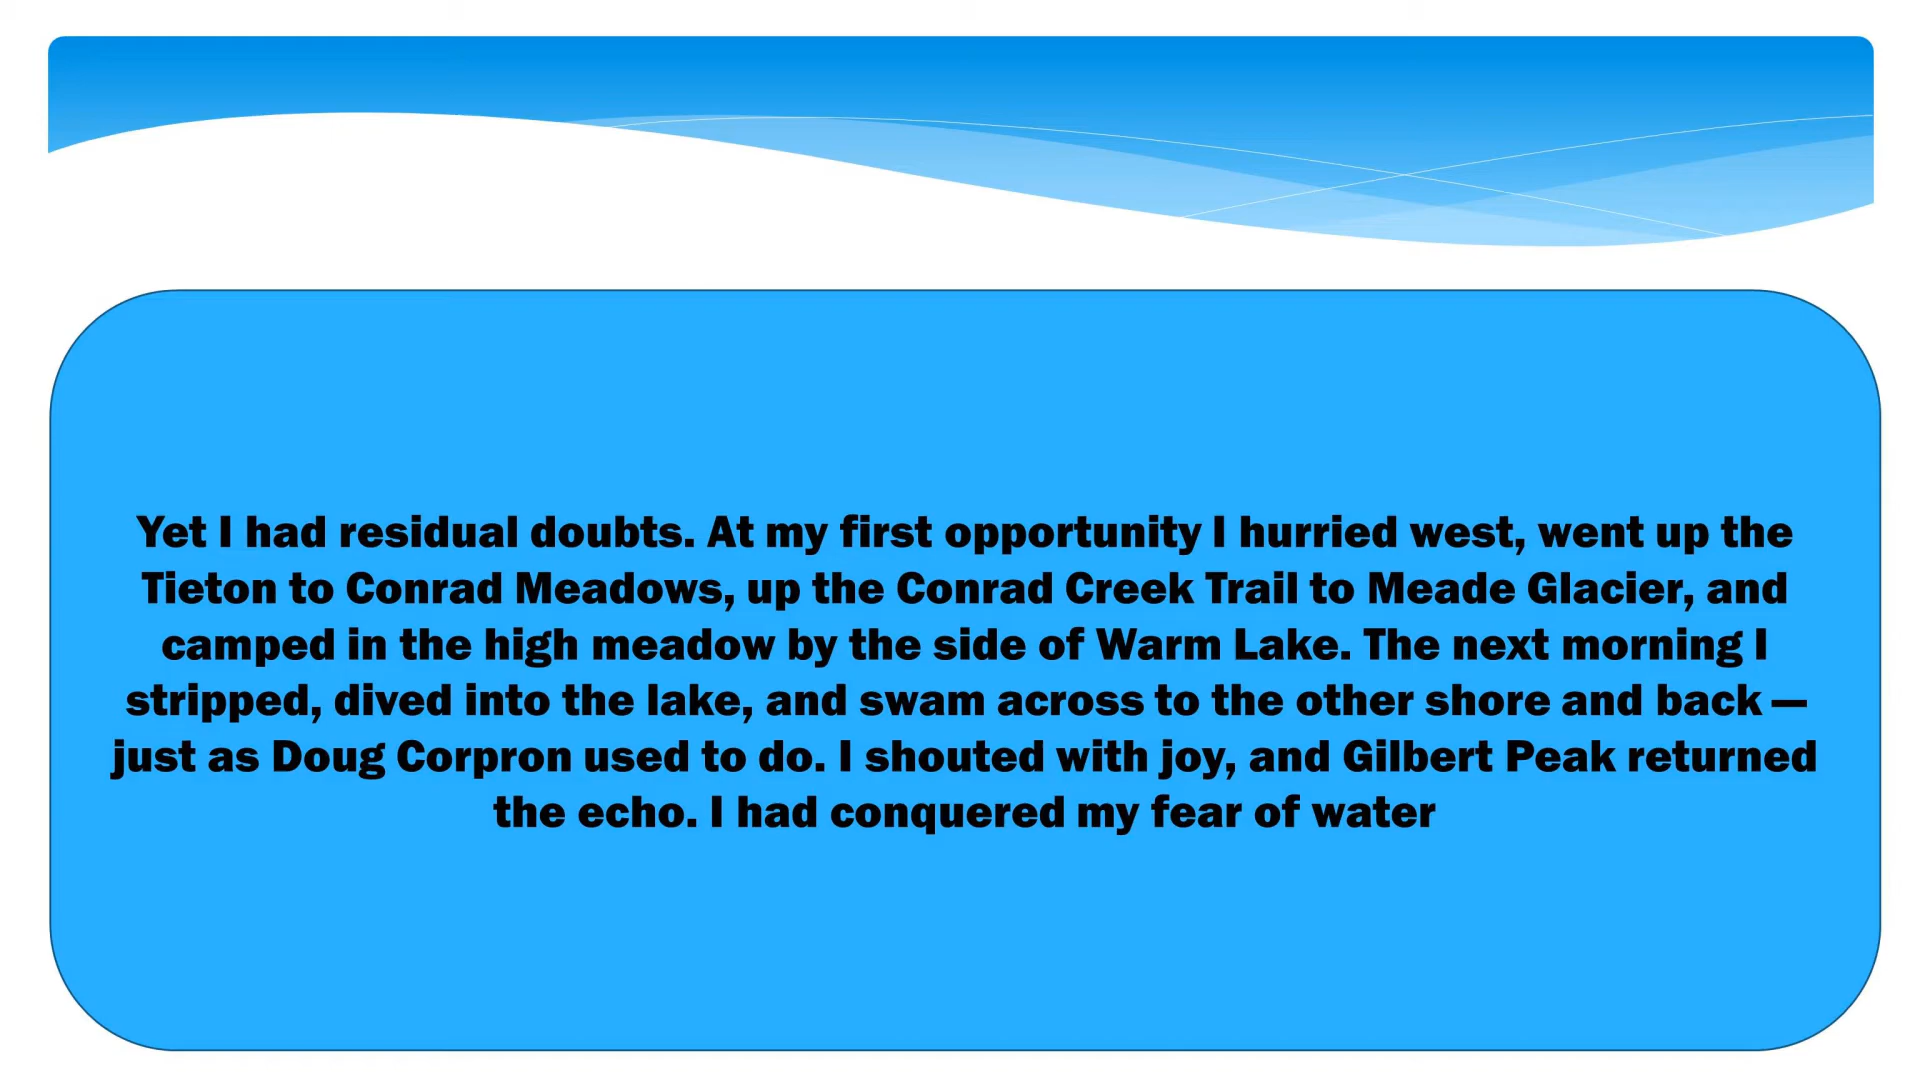 Yet I had residual doubts. At my first opportunity I hurried west, went up the
Tieton to Conrad Meadows, up the Conrad Creek Trail to Meade Glacier, and
camped in the high meadow by the side of Warm Lake. The next morning I
stripped, dived into the lake, and swam across to the other shore and back —
just as Doug Corpron used to do. I shouted with joy, and Gilbert Peak returned
the echo. I had conquered my fear of water